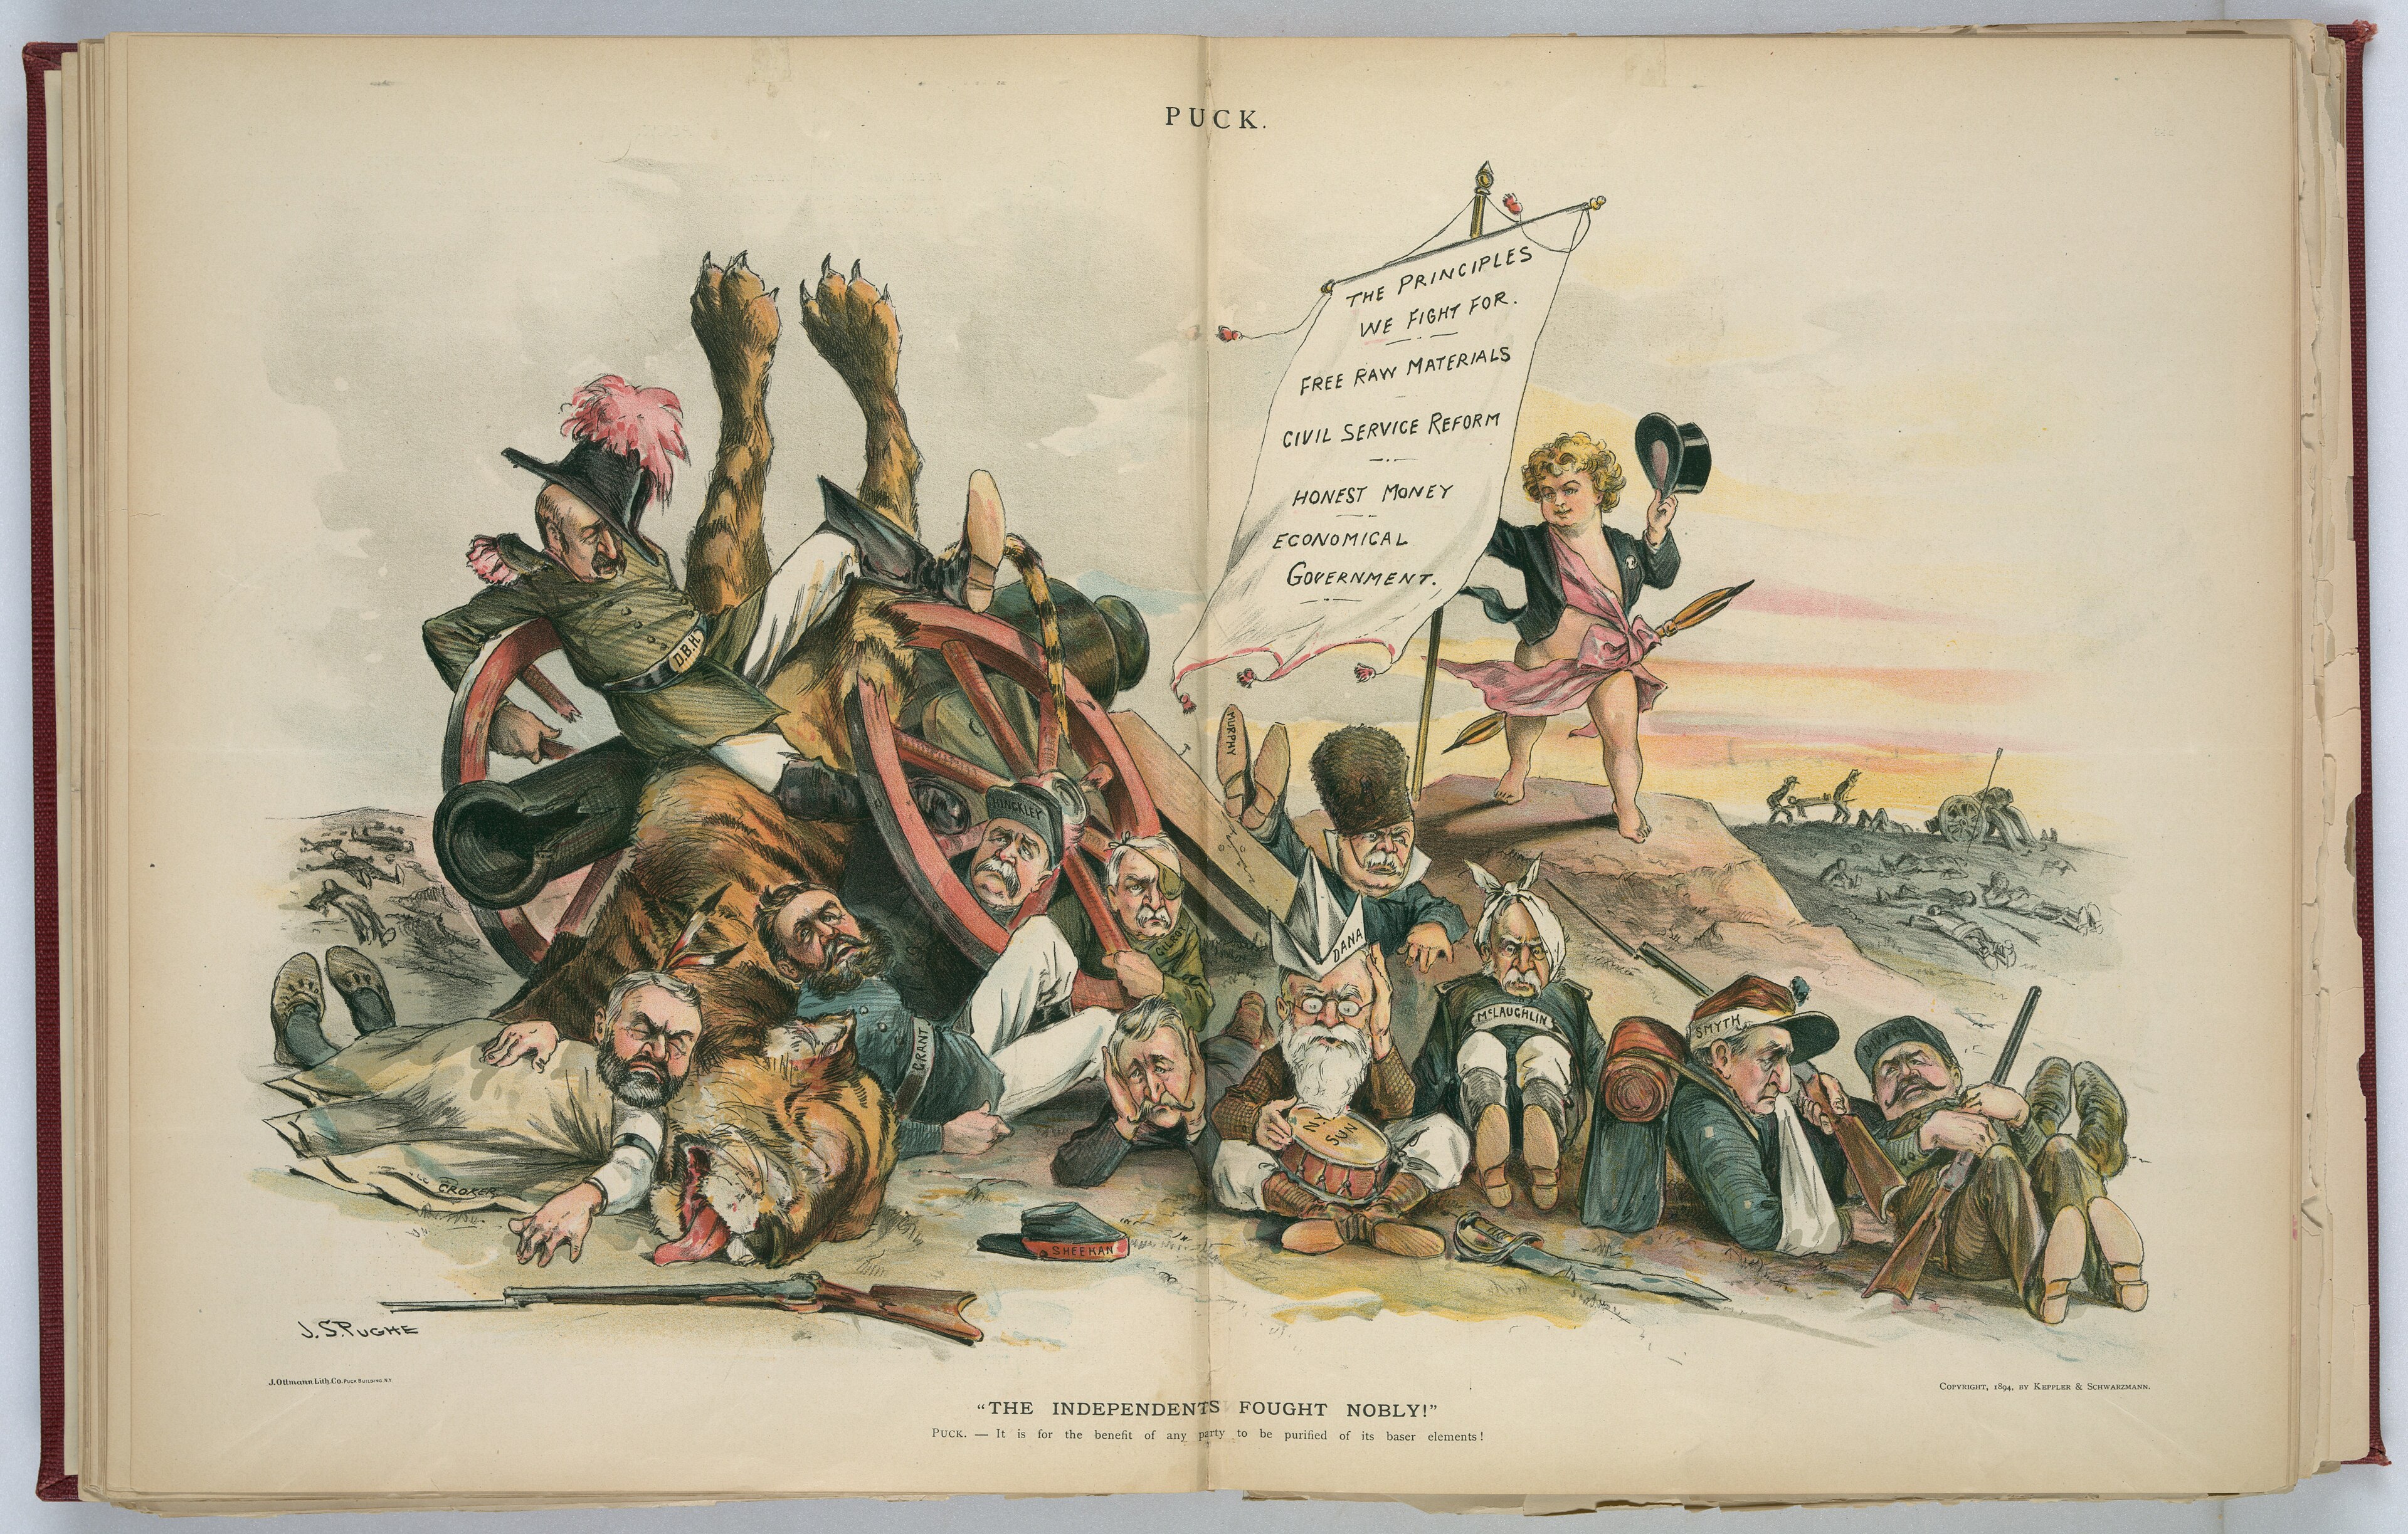 PUCK.
THE PRINCIPLES
WE FIGHT FOR.
FREE RAW MATERIALS
CIVIL SERVICE REFORM
HONEST MONEY
ECONOMICAL
GOVERNMENT.
D.B.H.
MURPHY
HINCKLEY
GILROY
DANA
GRANT
McLAUGHLIN
SMYTH
N.Y.
SUN
CROKER
SHEEHAN
J. S. PUGHE
J. Ottmann Lith. Co. PUCK BUILDING. N.Y.
COPYRIGHT, 1894, BY KEPPLER & SCHWARZMANN.
"THE INDEPENDENTS FOUGHT NOBLY!"
PUCK. — It is for the benefit of any party to be purified of its baser elements!